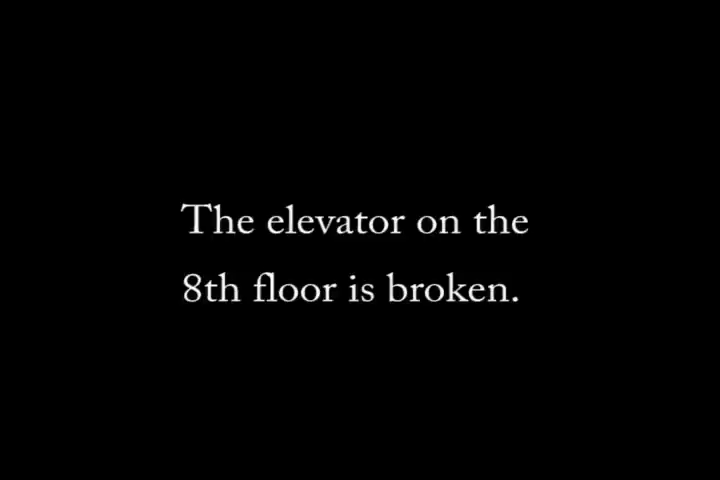 The elevator on the
8th floor is broken.